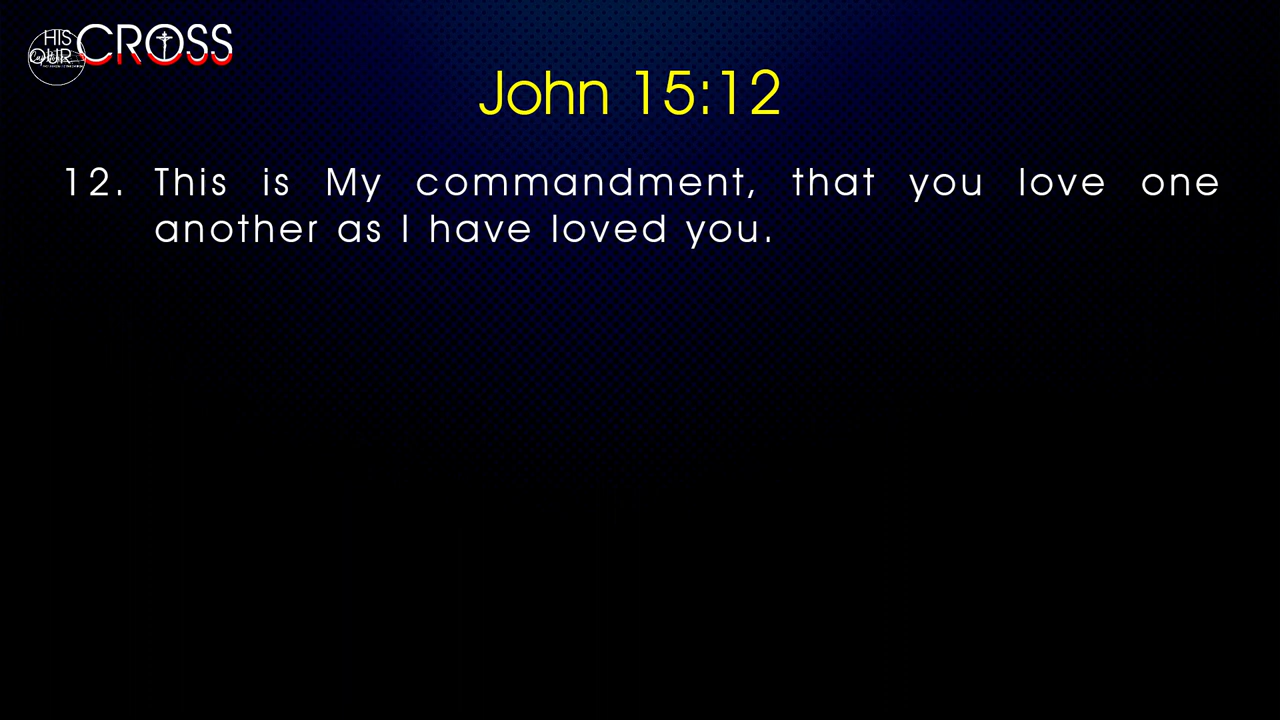 HIS
OUR CROSS
John 15:12
12. This is My commandment, that you love one
another as I have loved you.